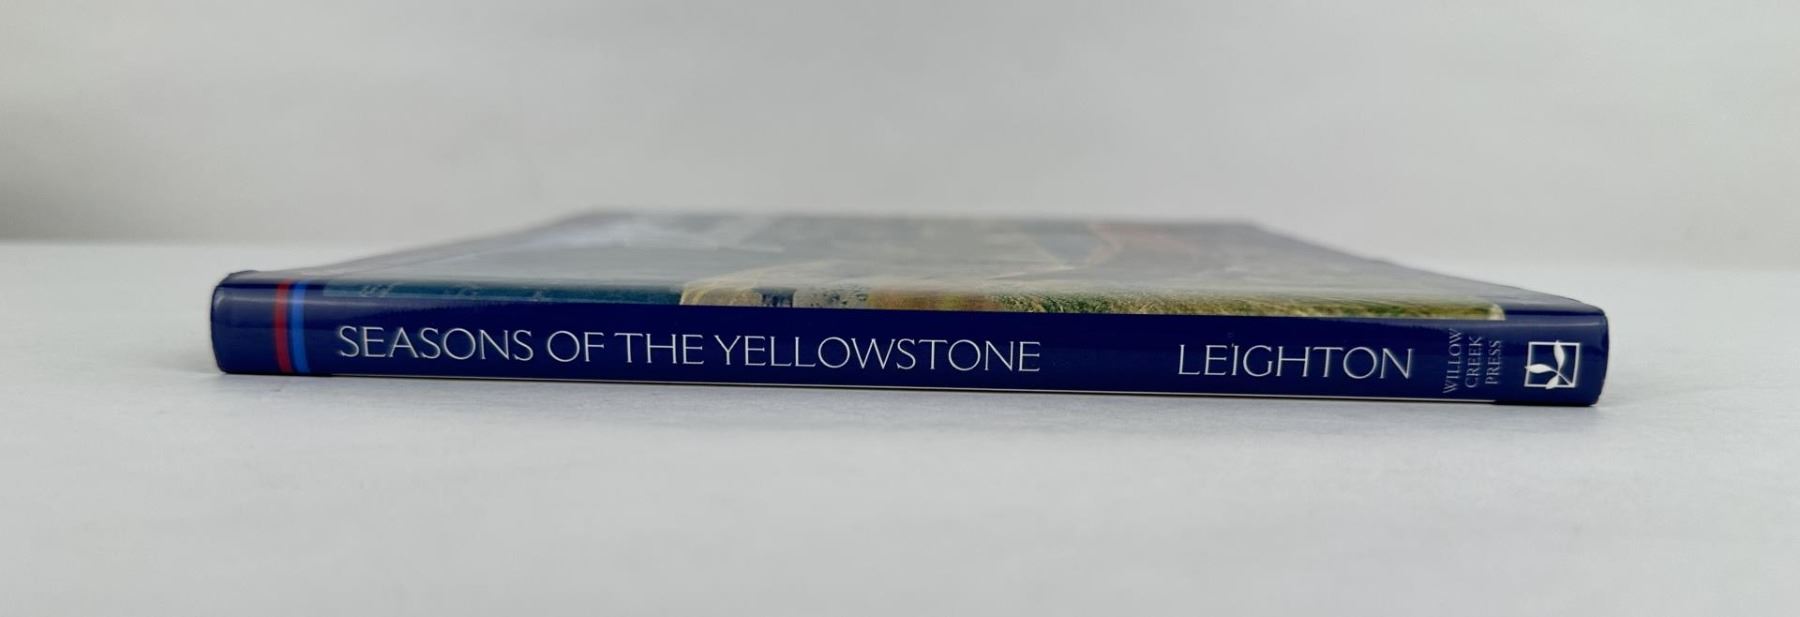 SEASONS OF THE YELLOWSTONE
LEIGHTON
WILLOW
CREEK
PRESS